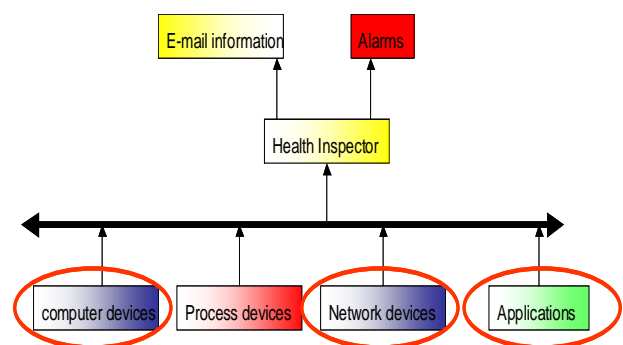 E-mail information
Alarms
Health Inspector
computer devices
Process devices
Network devices
Applications